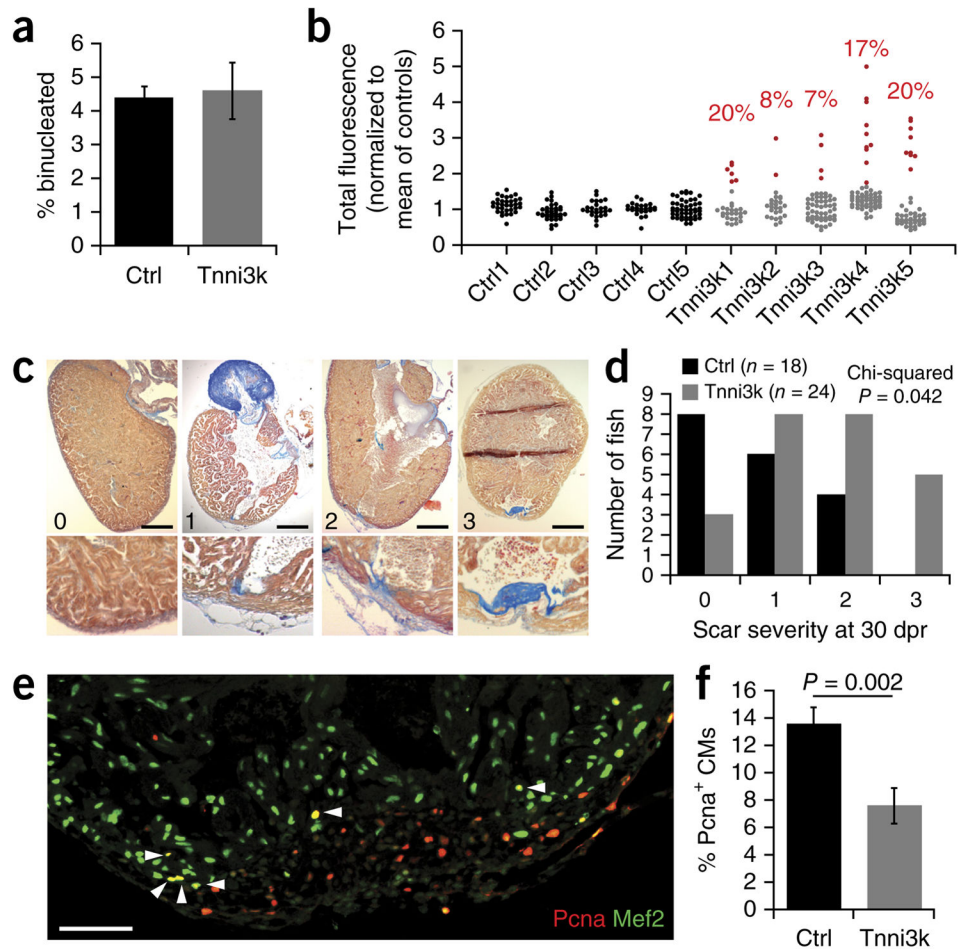 a
% binucleated
6
5
4
3
2
1
0
Ctrl
Tnni3k
b
Total fluorescence
(normalized to
mean of controls)
6
5
4
3
2
1
0
20%
8%
7%
17%
20%
Ctrl1
Ctrl2
Ctrl3
Ctrl4
Ctrl5
Tnni3k1
Tnni3k2
Tnni3k3
Tnni3k4
Tnni3k5
c
0
1
2
3
d
Ctrl (n = 18)
Tnni3k (n = 24)
Chi-squared
P = 0.042
Number of fish
9
8
7
6
5
4
3
2
1
0
0
1
2
3
Scar severity at 30 dpr
e
Pcna Mef2
f
P = 0.002
% Pcna⁺ CMs
16
14
12
10
8
6
4
2
0
Ctrl
Tnni3k